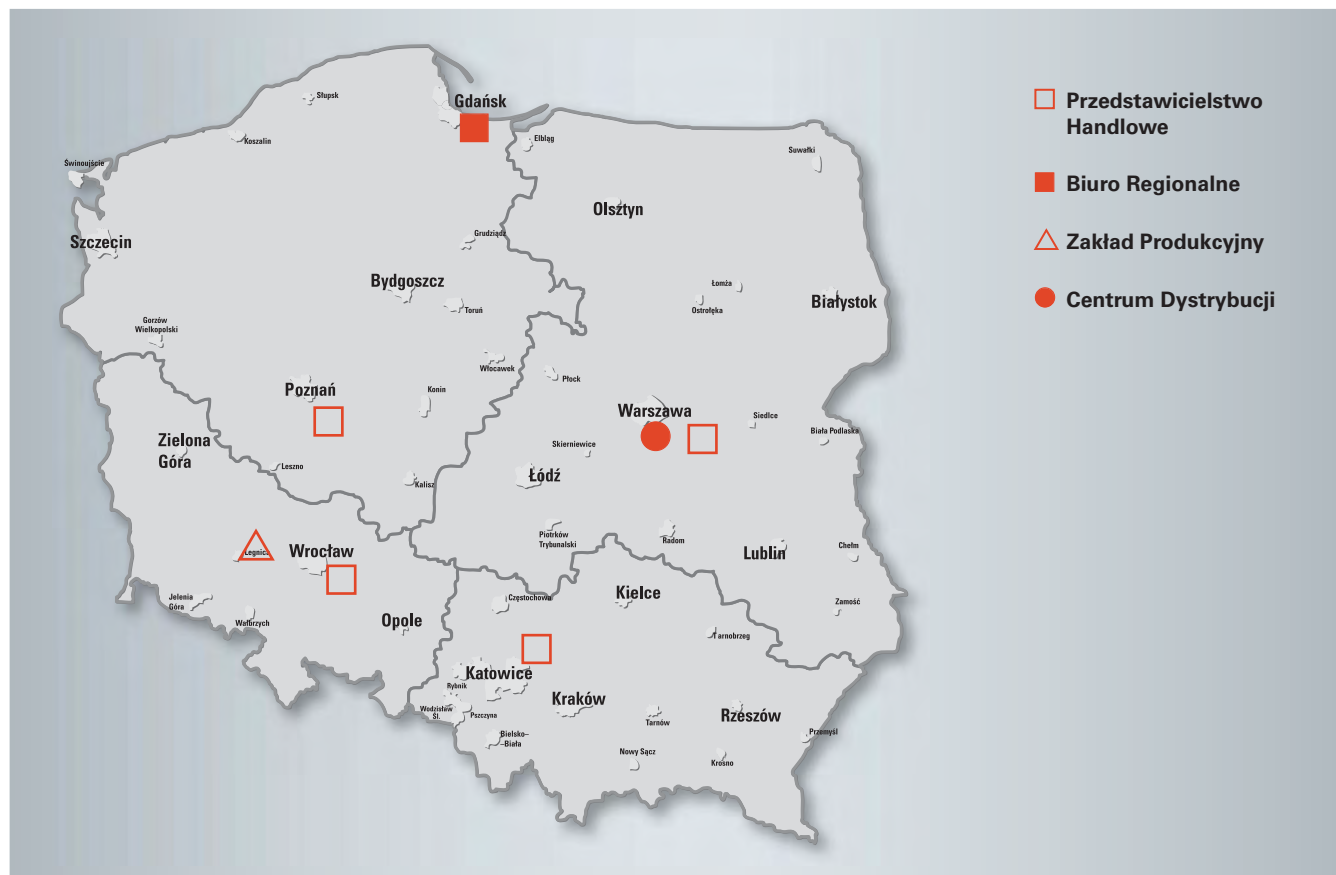 Słupsk
Gdańsk
Koszalin
Elbląg
Suwałki
Świnoujście
Olsztyn
Szczecin
Grudziądz
Bydgoszcz
Łomża
Białystok
Toruń
Ostrołęka
Gorzów
Wielkopolski
Włocawek
Płock
Poznań
Konin
Warszawa
Siedlce
Biała Podlaska
Zielona
Góra
Skierniewice
Leszno
Łódź
Kalisz
Piotrków
Trybunalski
Radom
Legnica
Wrocław
Lublin
Chełm
Jelenia
Góra
Wałbrzych
Opole
Częstochowa
Kielce
Zamość
Tarnobrzeg
Katowice
Rybnik
Wodzisław
Śl.
Pszczyna
Kraków
Tarnów
Rzeszów
Bielsko–
–Biała
Nowy Sącz
Krosno
Przemyśl
Przedstawicielstwo
Handlowe
Biuro Regionalne
Zakład Produkcyjny
Centrum Dystrybucji